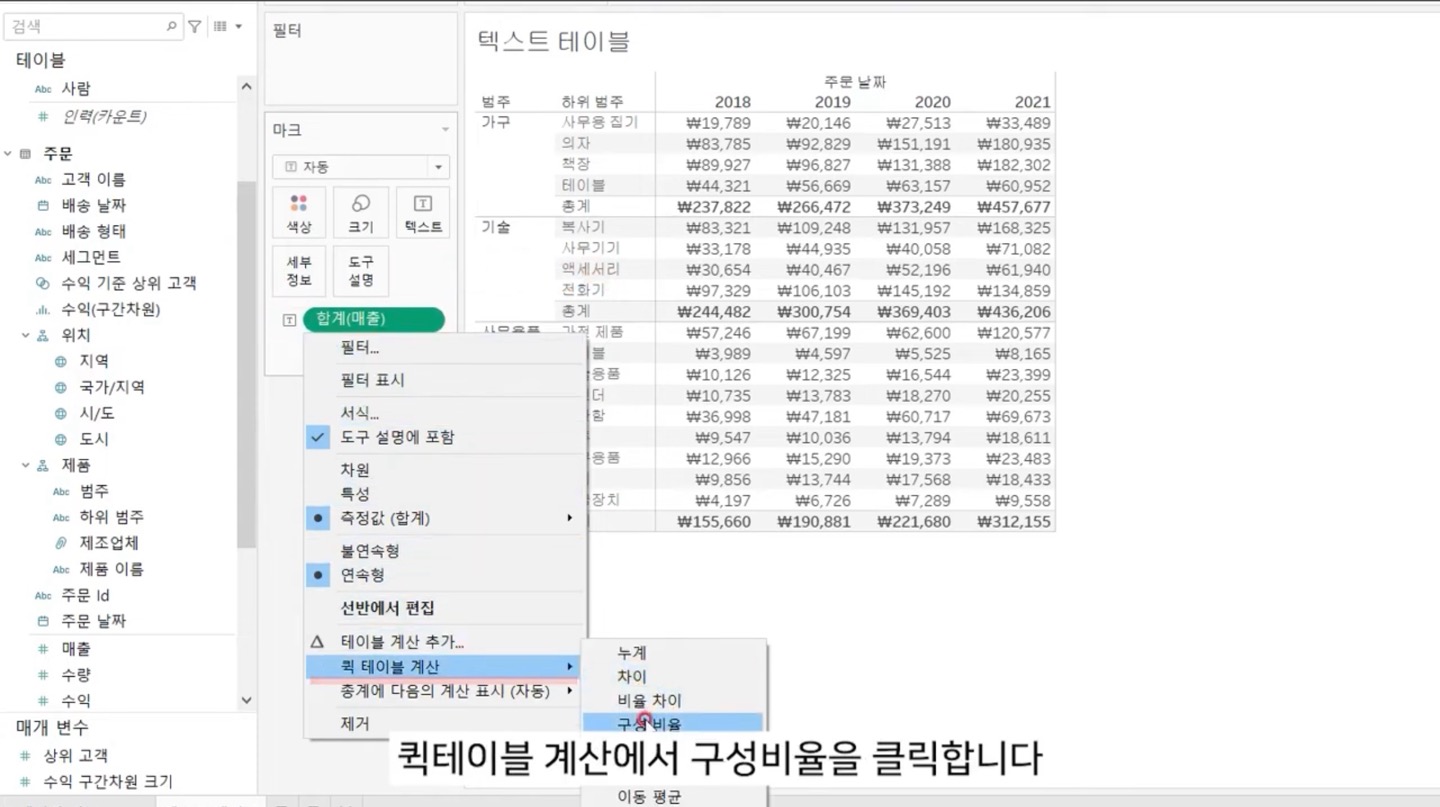 검색
테이블
Abc 사람
# 인력(카운트)
주문
Abc 고객 이름
배송 날짜
Abc 배송 형태
Abc 세그먼트
수익 기준 상위 고객
수익(구간차원)
위치
지역
국가/지역
시/도
도시
제품
Abc 범주
Abc 하위 범주
제조업체
Abc 제품 이름
Abc 주문 Id
주문 날짜
# 매출
# 수량
# 수익
매개 변수
# 상위 고객
# 수익 구간차원 크기
필터
마크
T 자동
색상 크기 T 텍스트
세부 정보 도구 설명
T 합계(매출)
필터...
필터 표시
서식...
도구 설명에 포함
차원
특성
측정값 (합계)
불연속형
연속형
선반에서 편집
테이블 계산 추가...
퀵 테이블 계산
총계에 다음의 계산 표시 (자동)
제거
누계
차이
비율 차이
구성 비율
이동 평균
텍스트 테이블
주문 날짜
범주 하위 범주 2018 2019 2020 2021
가구 사무용 집기 ₩19,789 ₩20,146 ₩27,513 ₩33,489
의자 ₩83,785 ₩92,829 ₩151,191 ₩180,935
책장 ₩89,927 ₩96,827 ₩131,388 ₩182,302
테이블 ₩44,321 ₩56,669 ₩63,157 ₩60,952
총계 ₩237,822 ₩266,472 ₩373,249 ₩457,677
기술 복사기 ₩83,321 ₩109,248 ₩131,957 ₩168,325
사무기기 ₩33,178 ₩44,935 ₩40,058 ₩71,082
액세서리 ₩30,654 ₩40,467 ₩52,196 ₩61,940
전화기 ₩97,329 ₩106,103 ₩145,192 ₩134,859
총계 ₩244,482 ₩300,754 ₩369,403 ₩436,206
사무용품 가정 제품 ₩57,246 ₩67,199 ₩62,600 ₩120,577
블 ₩3,989 ₩4,597 ₩5,525 ₩8,165
용품 ₩10,126 ₩12,325 ₩16,544 ₩23,399
더 ₩10,735 ₩13,783 ₩18,270 ₩20,255
함 ₩36,998 ₩47,181 ₩60,717 ₩69,673
₩9,547 ₩10,036 ₩13,794 ₩18,611
용품 ₩12,966 ₩15,290 ₩19,373 ₩23,483
₩9,856 ₩13,744 ₩17,568 ₩18,433
장치 ₩4,197 ₩6,726 ₩7,289 ₩9,558
₩155,660 ₩190,881 ₩221,680 ₩312,155
퀵테이블 계산에서 구성비율을 클릭합니다